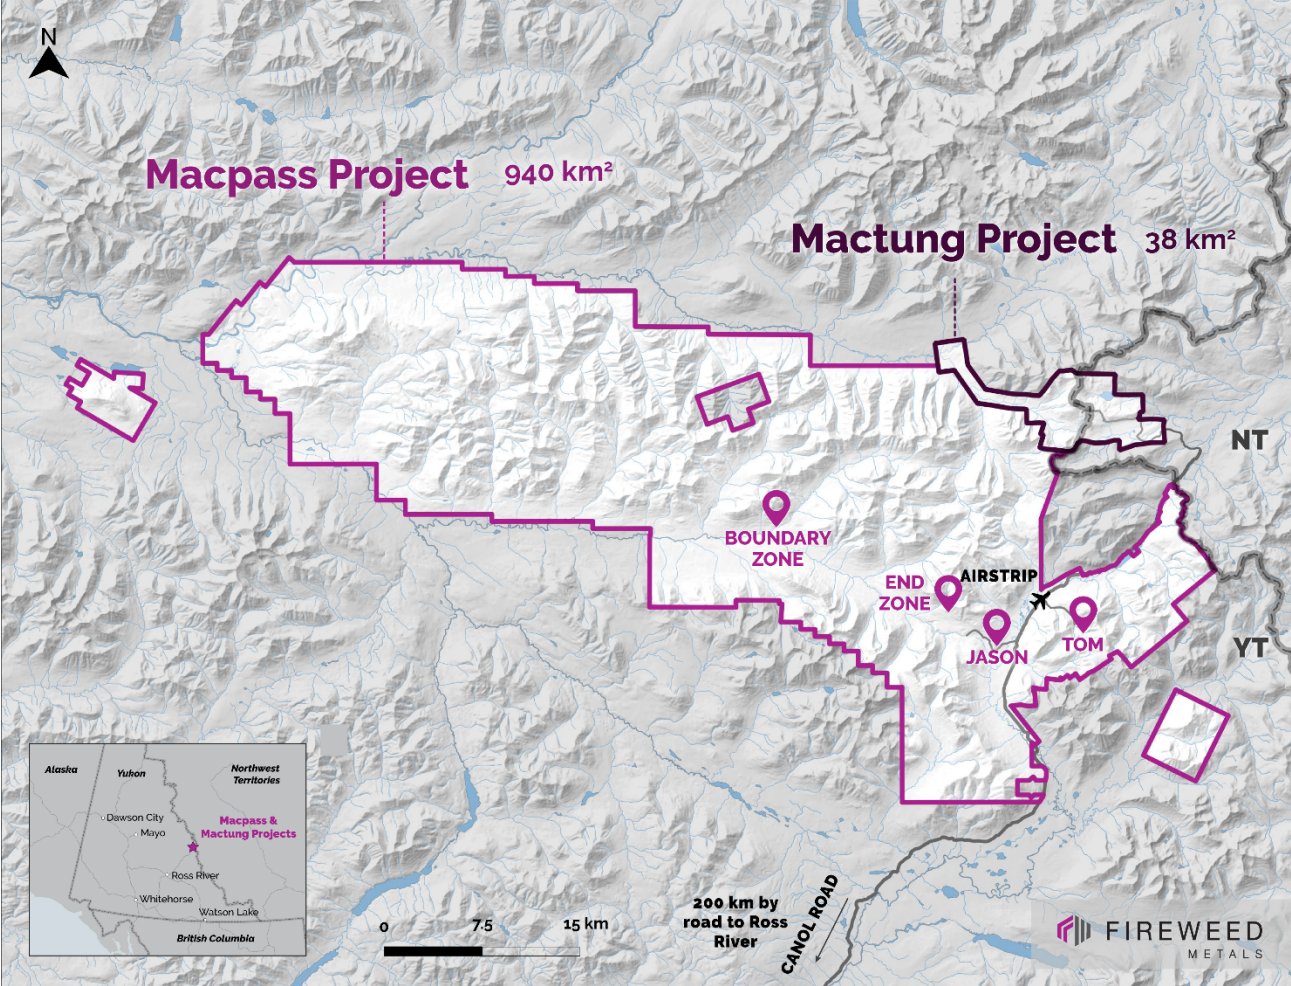 N
Macpass Project 940 km²
Mactung Project 38 km²
NT
BOUNDARY
ZONE
END
ZONE
AIRSTRIP
JASON
TOM
YT
Alaska
Yukon
Northwest
Territories
Dawson City
Mayo
Macpass &
Mactung Projects
Ross River
Whitehorse
Watson Lake
British Columbia
0 7.5 15 km
200 km by
road to Ross
River
CANOL ROAD
FIREWEED
METALS